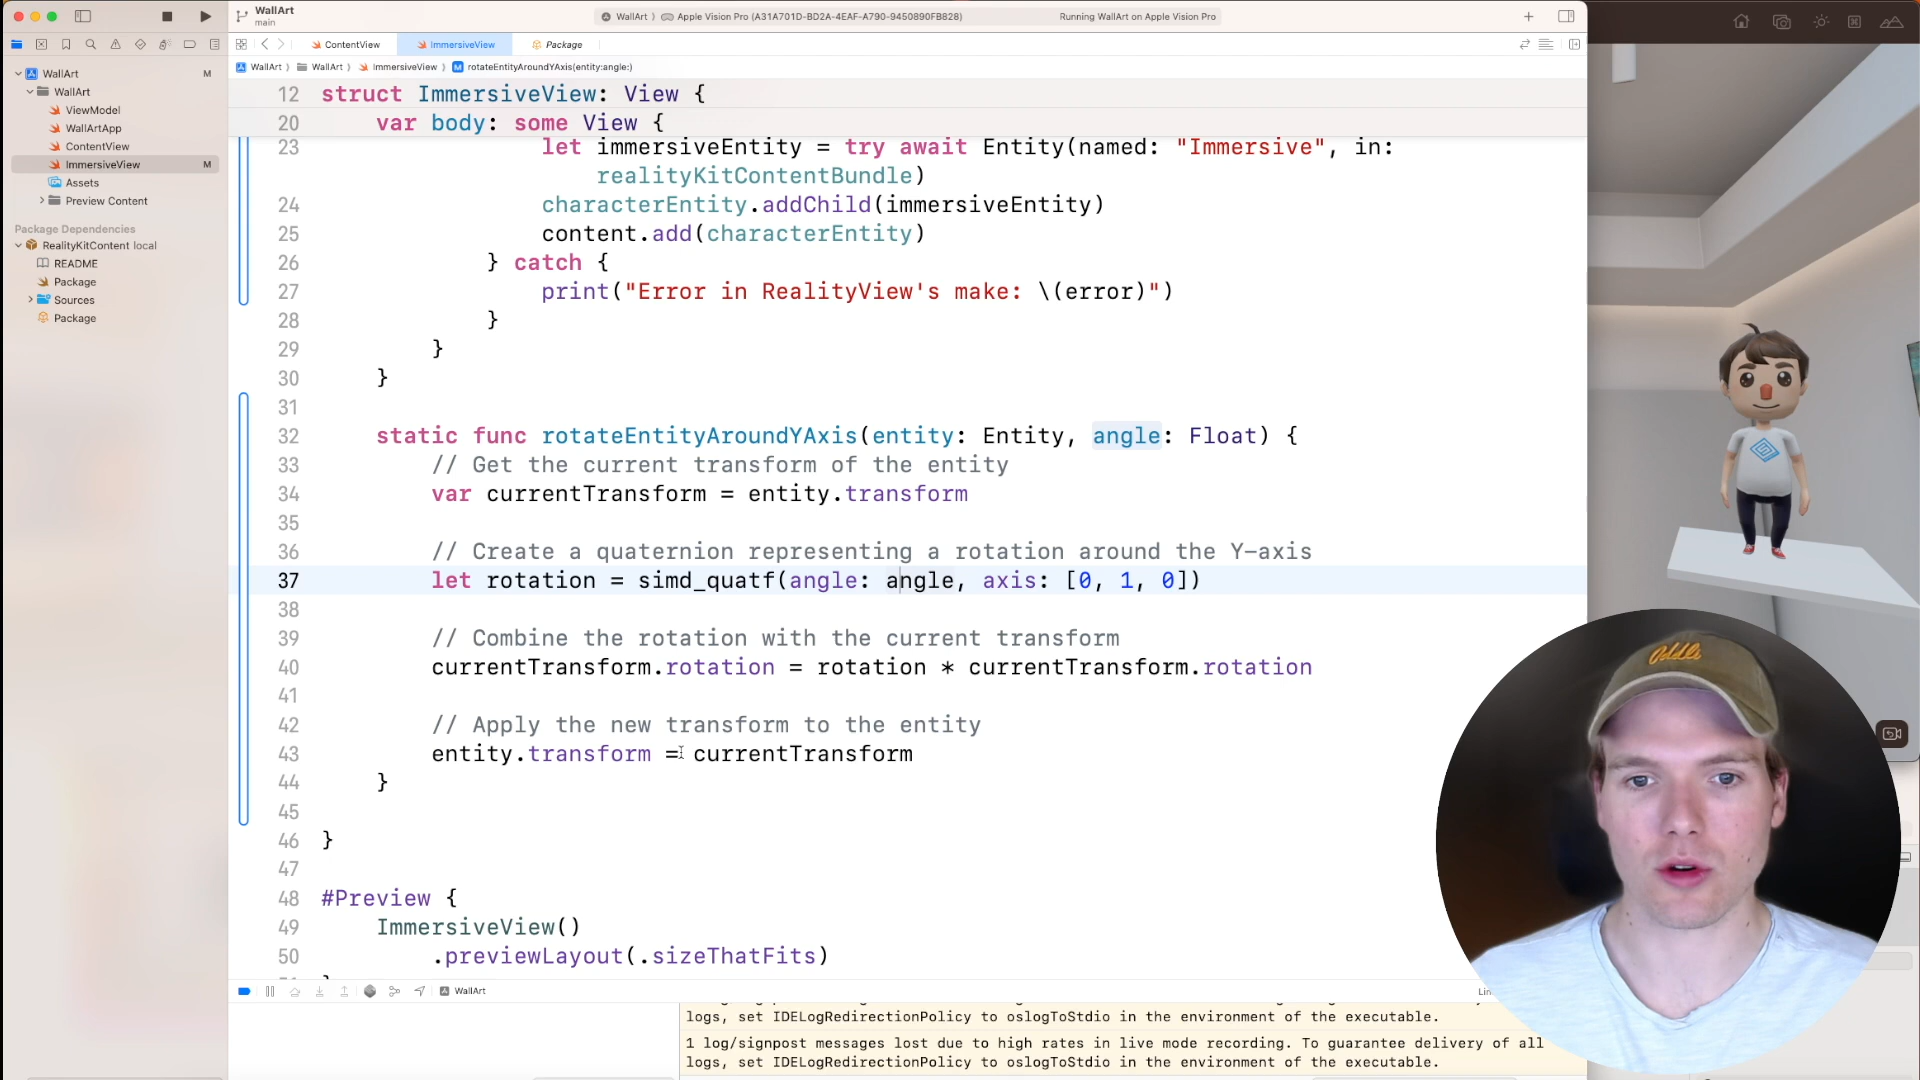 WallArt
main
WallArt ⟩ Apple Vision Pro (A31A701D-BD2A-4EAF-A790-9450890FB828)
Running WallArt on Apple Vision Pro
ContentView
ImmersiveView
Package
WallArt ⟩ WallArt ⟩ ImmersiveView ⟩ M rotateEntityAroundYAxis(entity:angle:)
WallArt M
WallArt
ViewModel
WallArtApp
ContentView
ImmersiveView M
Assets
Preview Content
Package Dependencies
RealityKitContent local
README
Package
Sources
Package
12 struct ImmersiveView: View {
20 var body: some View {
23 let immersiveEntity = try await Entity(named: "Immersive", in:
realityKitContentBundle)
24 characterEntity.addChild(immersiveEntity)
25 content.add(characterEntity)
26 } catch {
27 print("Error in RealityView's make: \(error)")
28 }
29 }
30 }
31
32 static func rotateEntityAroundYAxis(entity: Entity, angle: Float) {
33 // Get the current transform of the entity
34 var currentTransform = entity.transform
35
36 // Create a quaternion representing a rotation around the Y-axis
37 let rotation = simd_quatf(angle: angle, axis: [0, 1, 0])
38
39 // Combine the rotation with the current transform
40 currentTransform.rotation = rotation * currentTransform.rotation
41
42 // Apply the new transform to the entity
43 entity.transform = currentTransform
44 }
45
46 }
47
48 #Preview {
49 ImmersiveView()
50 .previewLayout(.sizeThatFits)
WallArt
logs, set IDELogRedirectionPolicy to oslogToStdio in the environment of the executable.
1 log/signpost messages lost due to high rates in live mode recording. To guarantee delivery of all
logs, set IDELogRedirectionPolicy to oslogToStdio in the environment of the executable.
Oddli